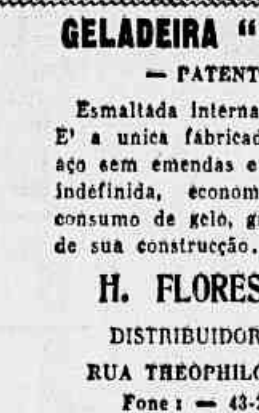 GELADEIRA "
— PATENT
Esmaltada interna
E' a unica fabricad
aço sem emendas e
indefinida, econom
consumo de gelo, g
de sua construcção.
H. FLORES
DISTRIBUIDOR
RUA THEOPHILO
Fone: — 43-